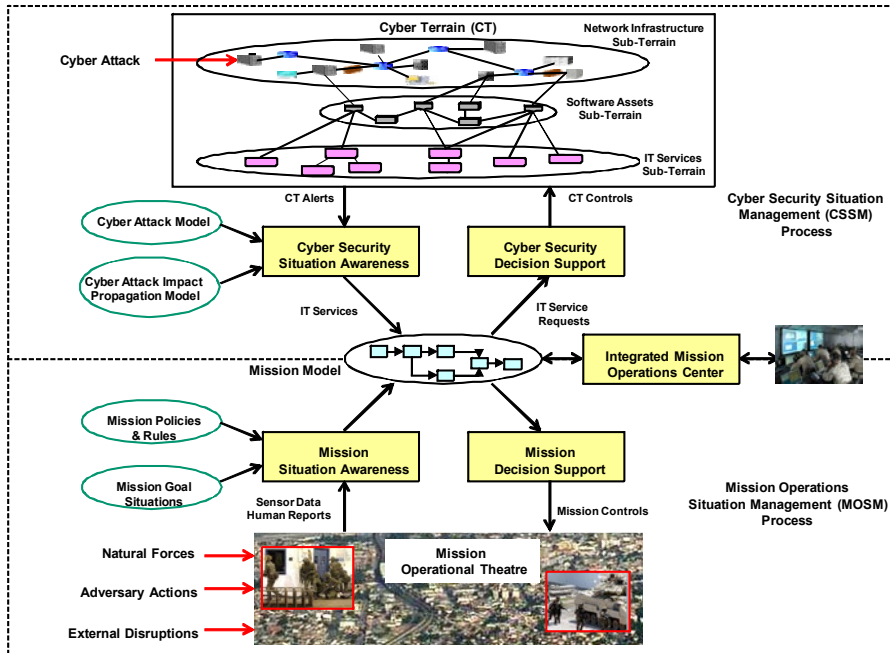 Cyber Terrain (CT)
Network Infrastructure
Sub-Terrain
Cyber Attack
Software Assets
Sub-Terrain
IT Services
Sub-Terrain
CT Alerts
CT Controls
Cyber Security Situation
Management (CSSM)
Process
Cyber Attack Model
Cyber Security
Situation Awareness
Cyber Security
Decision Support
Cyber Attack Impact
Propagation Model
IT Services
IT Service
Requests
Mission Model
Integrated Mission
Operations Center
Mission Policies
& Rules
Mission
Situation Awareness
Mission
Decision Support
Mission Goal
Situations
Sensor Data
Human Reports
Mission Controls
Mission Operations
Situation Management (MOSM)
Process
Natural Forces
Mission
Operational Theatre
Adversary Actions
External Disruptions